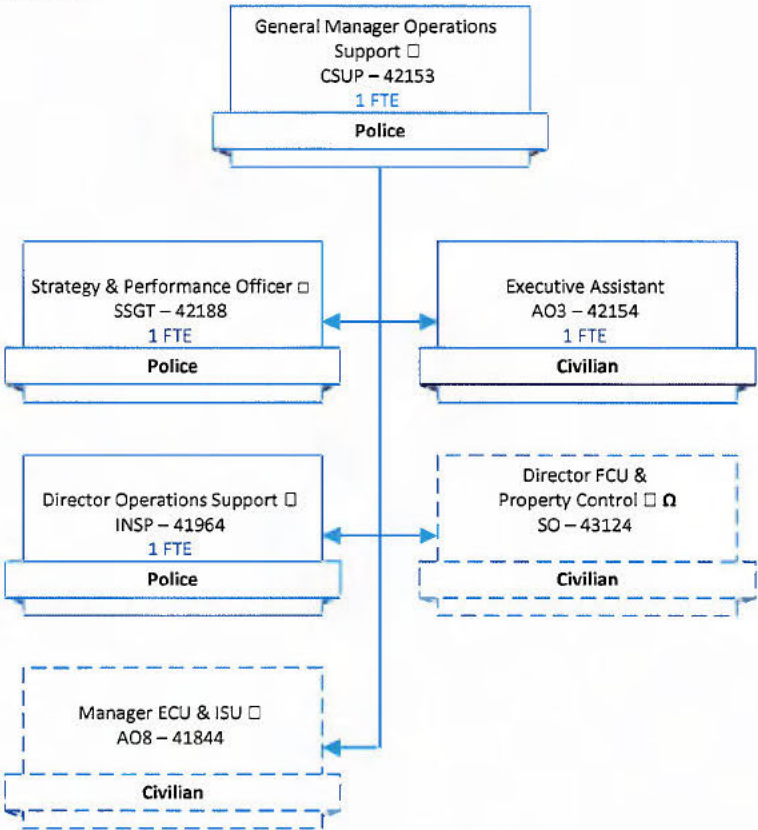 General Manager Operations
Support □
CSUP – 42153
1 FTE
Police
Strategy & Performance Officer □
SSGT – 42188
1 FTE
Police
Executive Assistant
AO3 – 42154
1 FTE
Civilian
Director Operations Support □
INSP – 41964
1 FTE
Police
Director FCU &
Property Control □ Ω
SO – 43124
Civilian
Manager ECU & ISU □
AO8 – 41844
Civilian